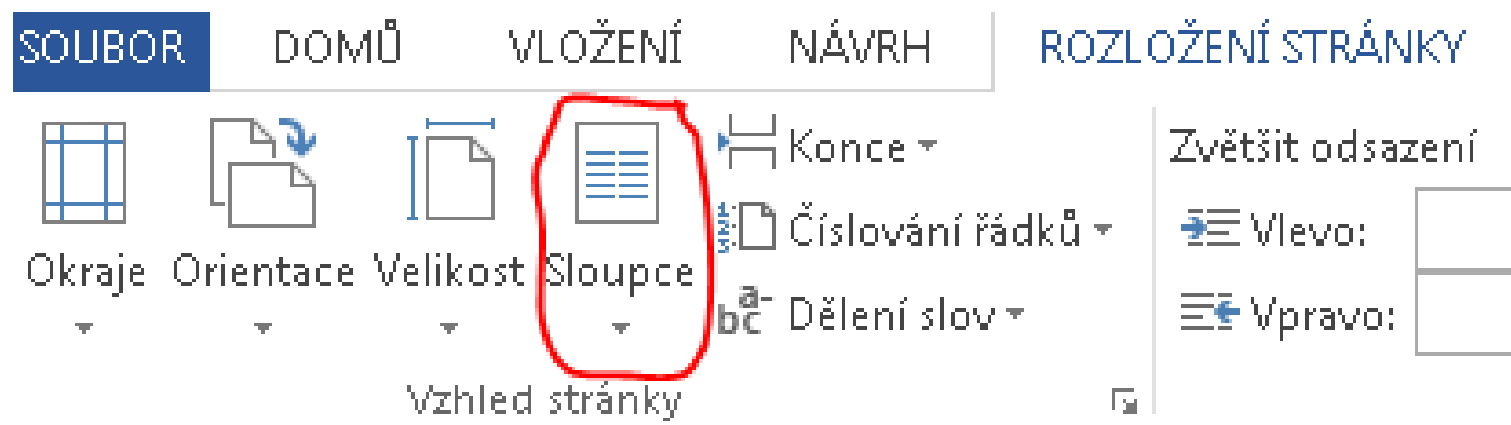 SOUBOR DOMŮ VLOŽENÍ NÁVRH ROZLOŽENÍ STRÁNKY
Konce Zvětšit odsazení
Číslování řádků Vlevo:
Okraje Orientace Velikost Sloupce
bc a- Dělení slov Vpravo:
Vzhled stránky